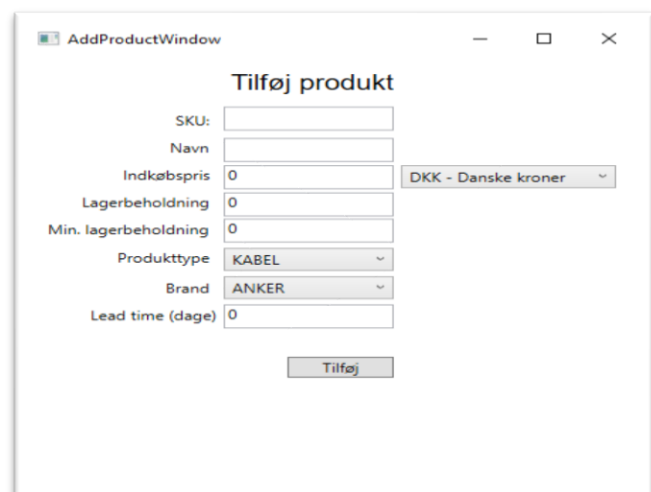 AddProductWindow
Tilføj produkt
SKU:
Navn
Indkøbspris 0 DKK - Danske kroner
Lagerbeholdning 0
Min. lagerbeholdning 0
Produkttype KABEL
Brand ANKER
Lead time (dage) 0
Tilføj